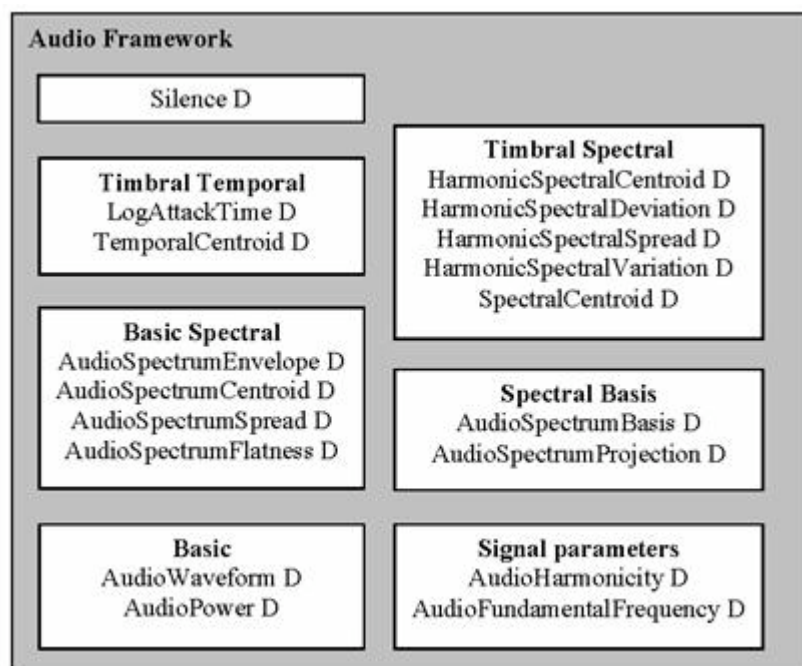 Audio Framework
Silence D
Timbral Temporal
LogAttackTime D
TemporalCentroid D
Basic Spectral
AudioSpectrumEnvelope D
AudioSpectrumCentroid D
AudioSpectrumSpread D
AudioSpectrumFlatness D
Basic
AudioWaveform D
AudioPower D
Timbral Spectral
HarmonicSpectralCentroid D
HarmonicSpectralDeviation D
HarmonicSpectralSpread D
HarmonicSpectralVariation D
SpectralCentroid D
Spectral Basis
AudioSpectrumBasis D
AudioSpectrumProjection D
Signal parameters
AudioHarmonicity D
AudioFundamentalFrequency D